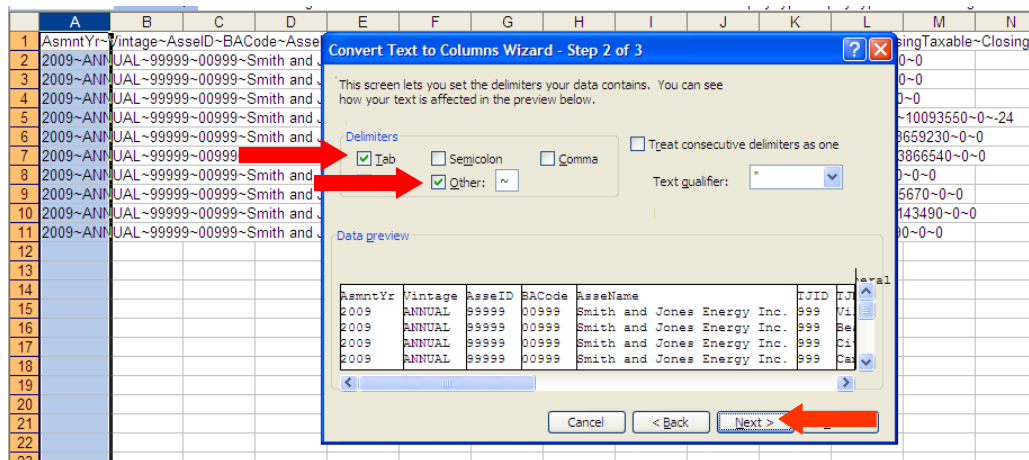 A B C D E F G H I J K L M N
1 AsmntYr~Vintage~AsseID~BACode~Asse
singTaxable~Closing
2 2009~ANNUAL~99999~00999~Smith and J
0~0
3 2009~ANNUAL~99999~00999~Smith and J
0~0
4 2009~ANNUAL~99999~00999~Smith and J
0~0
5 2009~ANNUAL~99999~00999~Smith and J
~10093550~0~-24
6 2009~ANNUAL~99999~00999~Smith and J
3659230~0~0
7 2009~ANNUAL~99999~00999
3866540~0~0
8 2009~ANNUAL~99999~00999~Smith and J
0~0~0
9 2009~ANNUAL~99999~00999~Smith and
5670~0~0
10 2009~ANNUAL~99999~00999~Smith and J
143490~0~0
11 2009~ANNUAL~99999~00999~Smith and J
90~0~0
12
13
14
15
16
17
18
19
20
21
22
Convert Text to Columns Wizard - Step 2 of 3
This screen lets you set the delimiters your data contains. You can see
how your text is affected in the preview below.
Delimiters
Tab Semicolon Comma
Other: ~
Treat consecutive delimiters as one
Text qualifier: "
Data preview
AsmntYr Vintage AsseID BACode AsseName TJID TJ
2009 ANNUAL 99999 00999 Smith and Jones Energy Inc. 999 Vil
2009 ANNUAL 99999 00999 Smith and Jones Energy Inc. 999 Bea
2009 ANNUAL 99999 00999 Smith and Jones Energy Inc. 999 Cit
2009 ANNUAL 99999 00999 Smith and Jones Energy Inc. 999 Car
Cancel < Back Next >